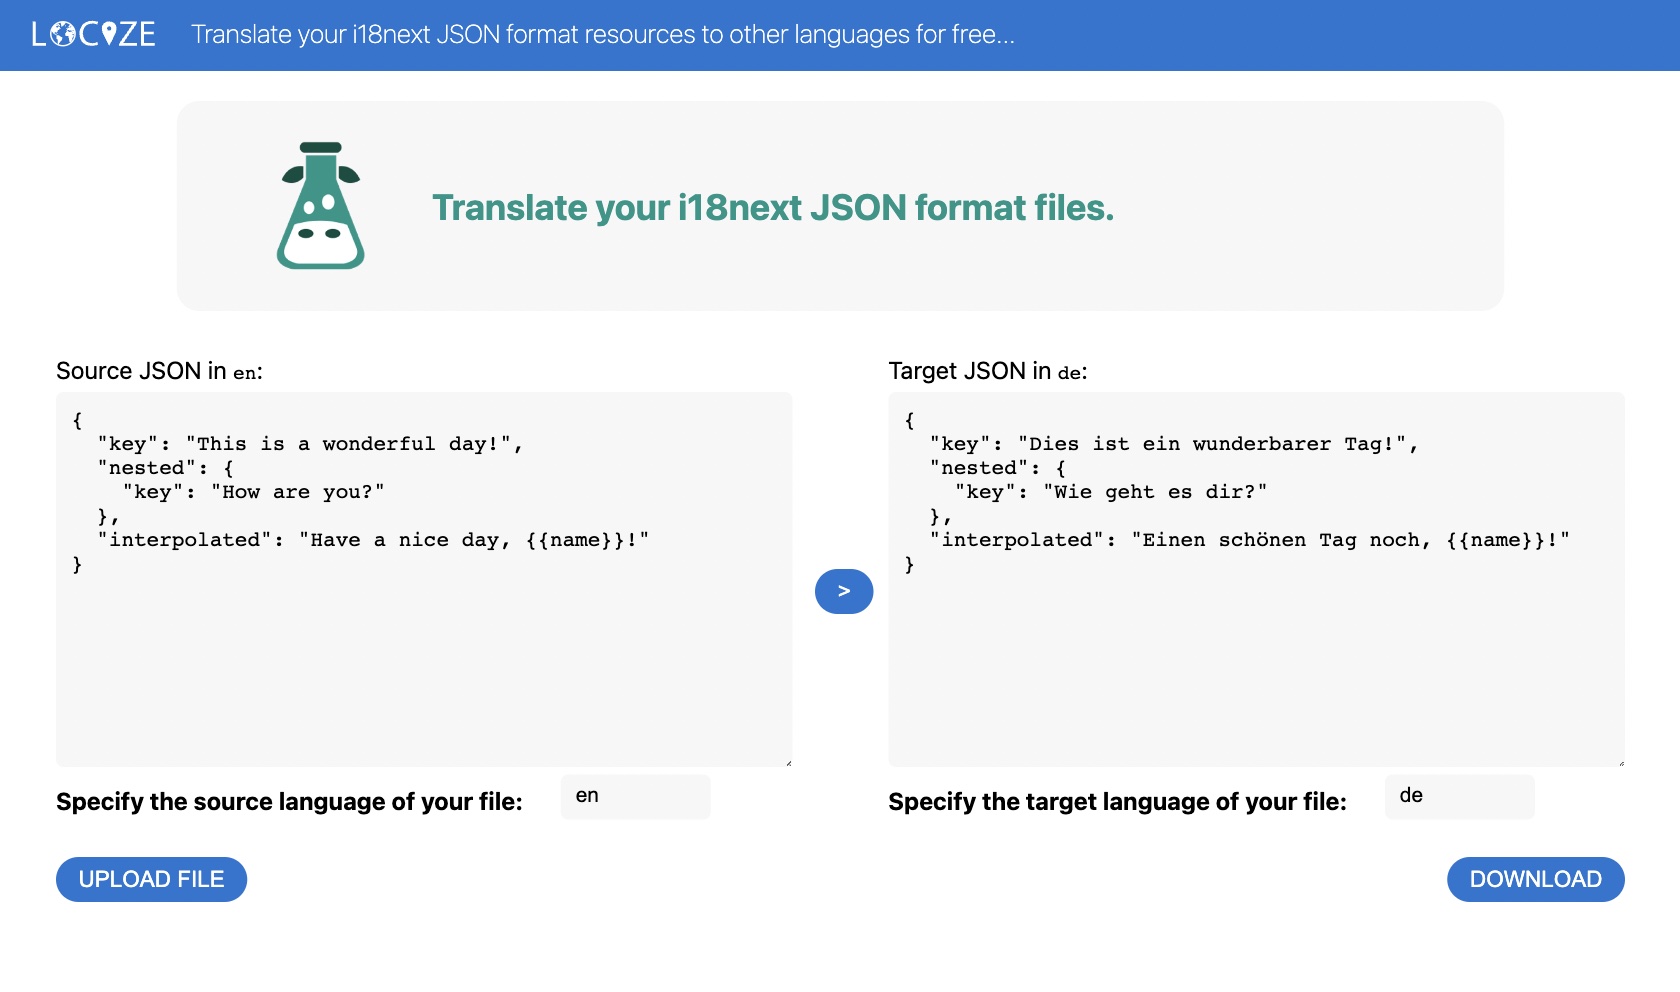 LOCIZE
Translate your i18next JSON format resources to other languages for free...
Translate your i18next JSON format files.
Source JSON in en:
{
  "key": "This is a wonderful day!",
  "nested": {
    "key": "How are you?"
  },
  "interpolated": "Have a nice day, {{name}}!"
}
>
Target JSON in de:
{
  "key": "Dies ist ein wunderbarer Tag!",
  "nested": {
    "key": "Wie geht es dir?"
  },
  "interpolated": "Einen schönen Tag noch, {{name}}!"
}
Specify the source language of your file: en
Specify the target language of your file: de
UPLOAD FILE
DOWNLOAD